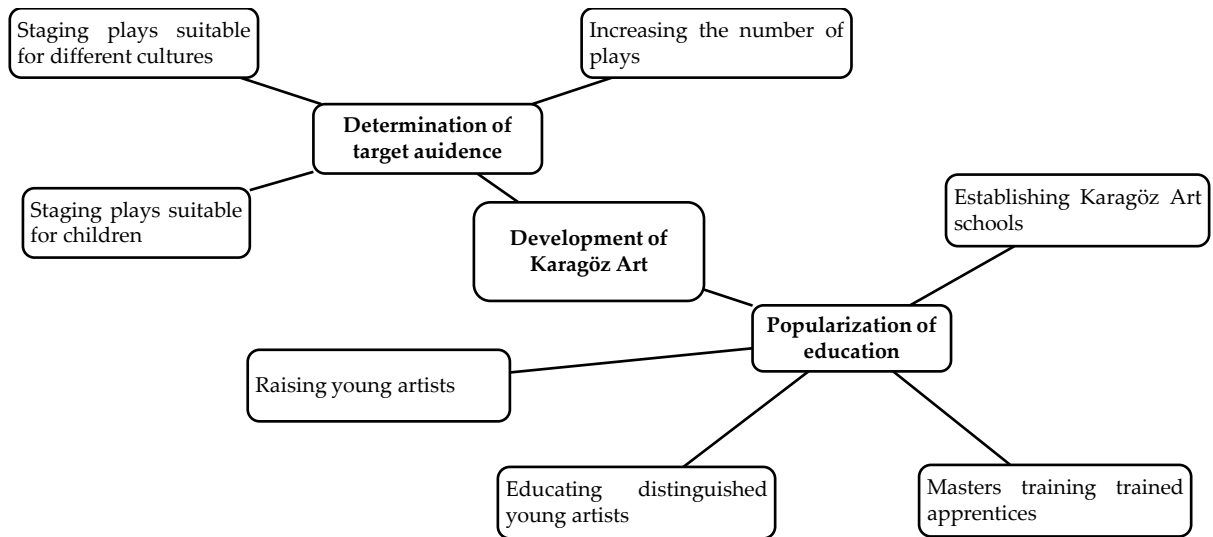 Staging plays suitable
for different cultures
Increasing the number of
plays
Determination of
target auidence
Staging plays suitable
for children
Establishing Karagöz Art
schools
Development of
Karagöz Art
Popularization of
education
Raising young artists
Educating distinguished
young artists
Masters training trained
apprentices